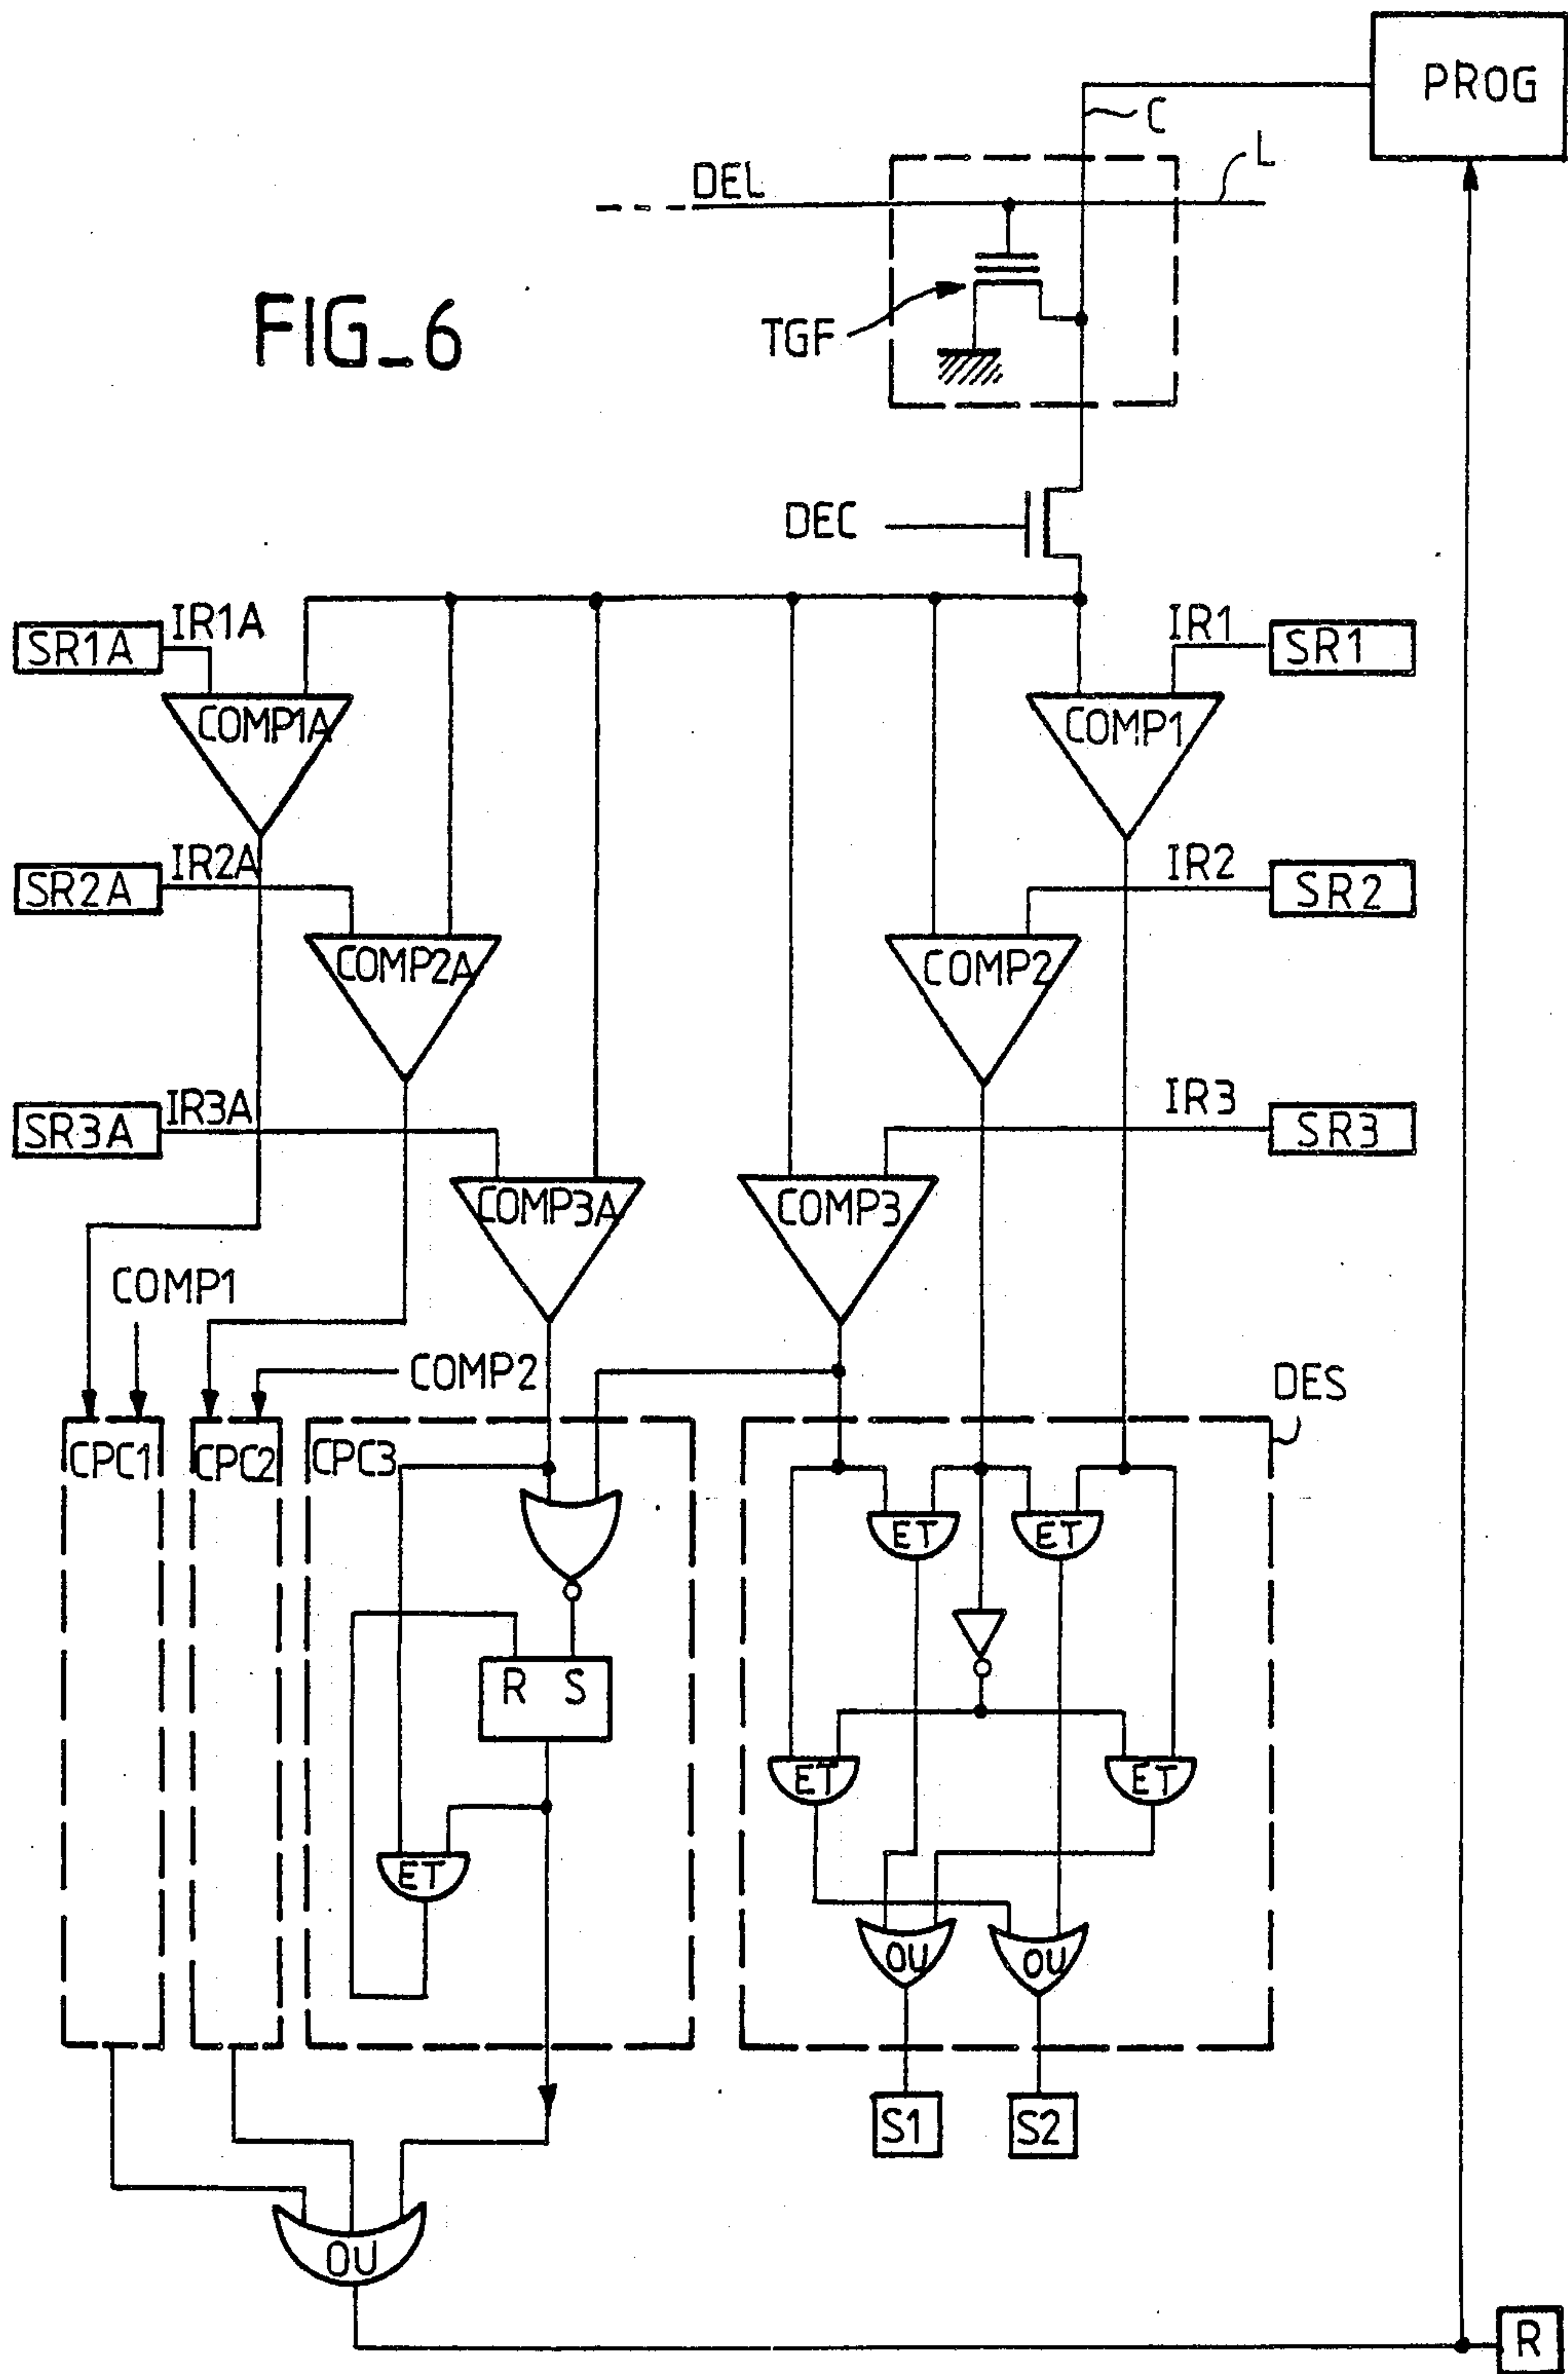 PROG
C
L
DEL
FIG_6
TGF
DEC
IR1A
IR1
SR1A
SR1
COMP1A
COMP1
IR2A
IR2
SR2A
SR2
COMP2A
COMP2
IR3A
IR3
SR3A
SR3
COMP3A
COMP3
COMP1
COMP2
DES
CPC1
CPC2
CPC3
ET
ET
R S
ET
ET
ET
OU
OU
S1
S2
OU
R